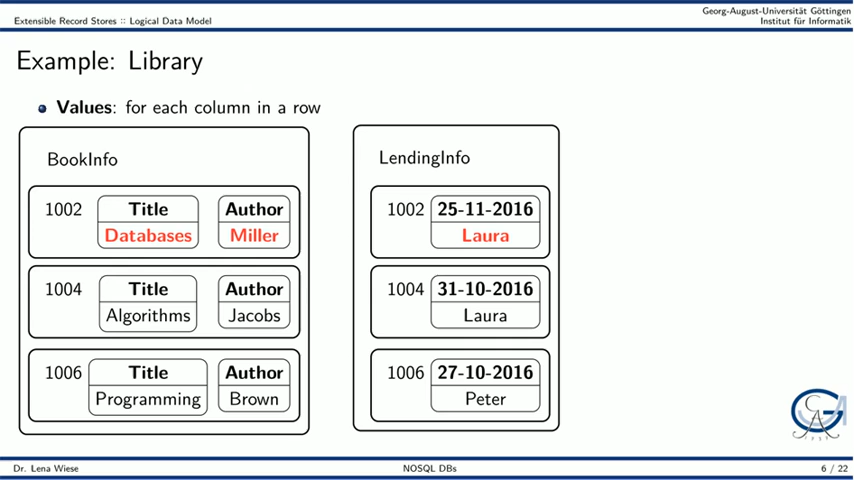 Georg-August-Universität Göttingen
Extensible Record Stores :: Logical Data Model
Institut für Informatik
Example: Library
Values: for each column in a row
BookInfo
1002 Title Author
Databases Miller
1004 Title Author
Algorithms Jacobs
1006 Title Author
Programming Brown
LendingInfo
1002 25-11-2016
Laura
1004 31-10-2016
Laura
1006 27-10-2016
Peter
Dr. Lena Wiese
NOSQL DBs
6 / 22